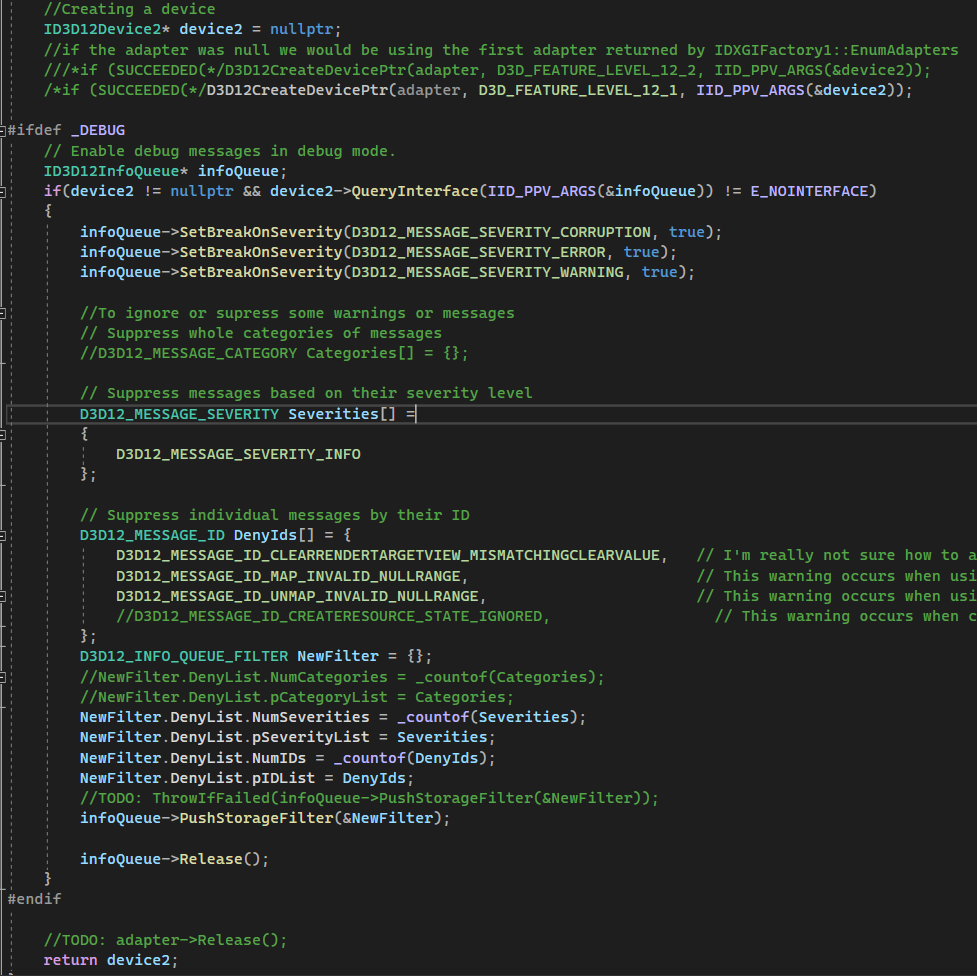 //Creating a device
ID3D12Device2* device2 = nullptr;
//if the adapter was null we would be using the first adapter returned by IDXGIFactory1::EnumAdapters
///*if (SUCCEEDED(*/D3D12CreateDevicePtr(adapter, D3D_FEATURE_LEVEL_12_2, IID_PPV_ARGS(&device2));
/*if (SUCCEEDED(*/D3D12CreateDevicePtr(adapter, D3D_FEATURE_LEVEL_12_1, IID_PPV_ARGS(&device2));
#ifdef _DEBUG
// Enable debug messages in debug mode.
ID3D12InfoQueue* infoQueue;
if(device2 != nullptr && device2->QueryInterface(IID_PPV_ARGS(&infoQueue)) != E_NOINTERFACE)
{
infoQueue->SetBreakOnSeverity(D3D12_MESSAGE_SEVERITY_CORRUPTION, true);
infoQueue->SetBreakOnSeverity(D3D12_MESSAGE_SEVERITY_ERROR, true);
infoQueue->SetBreakOnSeverity(D3D12_MESSAGE_SEVERITY_WARNING, true);
//To ignore or supress some warnings or messages
// Suppress whole categories of messages
//D3D12_MESSAGE_CATEGORY Categories[] = {};
// Suppress messages based on their severity level
D3D12_MESSAGE_SEVERITY Severities[] =
{
D3D12_MESSAGE_SEVERITY_INFO
};
// Suppress individual messages by their ID
D3D12_MESSAGE_ID DenyIds[] = {
D3D12_MESSAGE_ID_CLEARRENDERTARGETVIEW_MISMATCHINGCLEARVALUE, // I'm really not sure how to a
D3D12_MESSAGE_ID_MAP_INVALID_NULLRANGE, // This warning occurs when usi
D3D12_MESSAGE_ID_UNMAP_INVALID_NULLRANGE, // This warning occurs when usi
//D3D12_MESSAGE_ID_CREATERESOURCE_STATE_IGNORED, // This warning occurs when c
};
D3D12_INFO_QUEUE_FILTER NewFilter = {};
//NewFilter.DenyList.NumCategories = _countof(Categories);
//NewFilter.DenyList.pCategoryList = Categories;
NewFilter.DenyList.NumSeverities = _countof(Severities);
NewFilter.DenyList.pSeverityList = Severities;
NewFilter.DenyList.NumIDs = _countof(DenyIds);
NewFilter.DenyList.pIDList = DenyIds;
//TODO: ThrowIfFailed(infoQueue->PushStorageFilter(&NewFilter));
infoQueue->PushStorageFilter(&NewFilter);
infoQueue->Release();
}
#endif
//TODO: adapter->Release();
return device2;